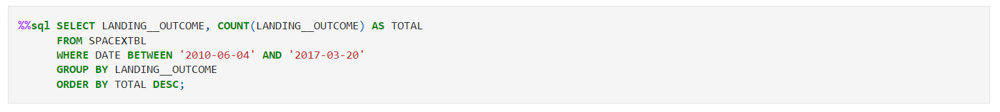 %%sql SELECT LANDING__OUTCOME, COUNT(LANDING__OUTCOME) AS TOTAL
FROM SPACEXTBL
WHERE DATE BETWEEN '2010-06-04' AND '2017-03-20'
GROUP BY LANDING__OUTCOME
ORDER BY TOTAL DESC;